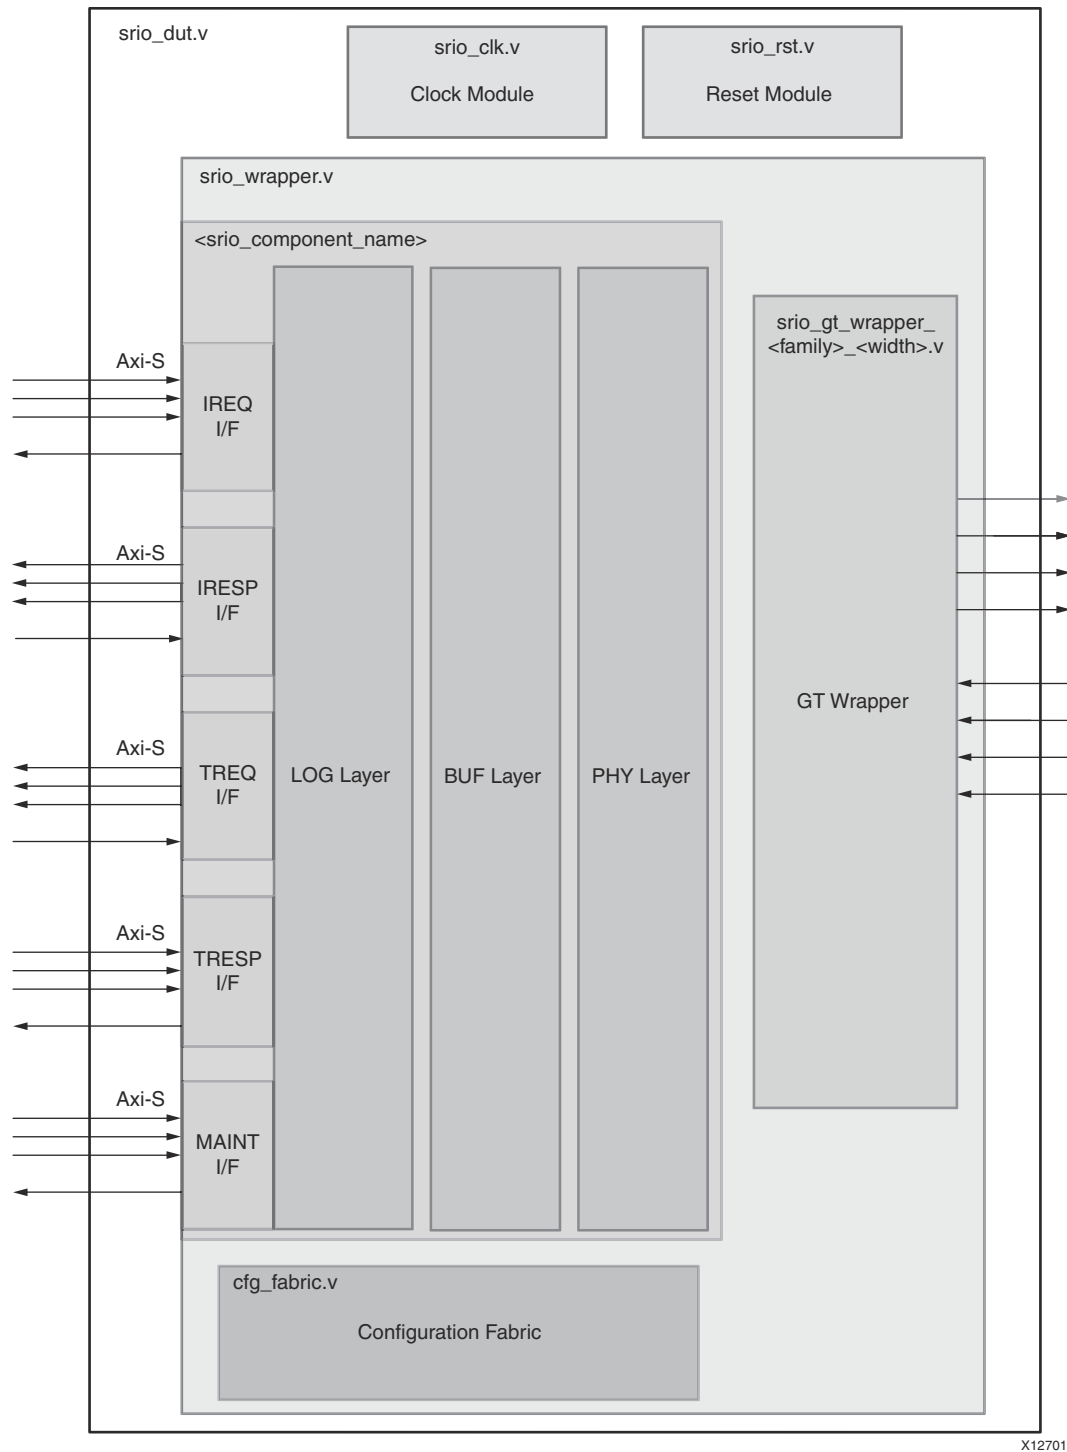 srio_dut.v
srio_clk.v
Clock Module
srio_rst.v
Reset Module
srio_wrapper.v
<srio_component_name>
srio_gt_wrapper_
<family>_<width>.v
GT Wrapper
Axi-S
IREQ
I/F
Axi-S
IRESP
I/F
Axi-S
TREQ
I/F
LOG Layer
BUF Layer
PHY Layer
Axi-S
TRESP
I/F
Axi-S
MAINT
I/F
cfg_fabric.v
Configuration Fabric
X12701